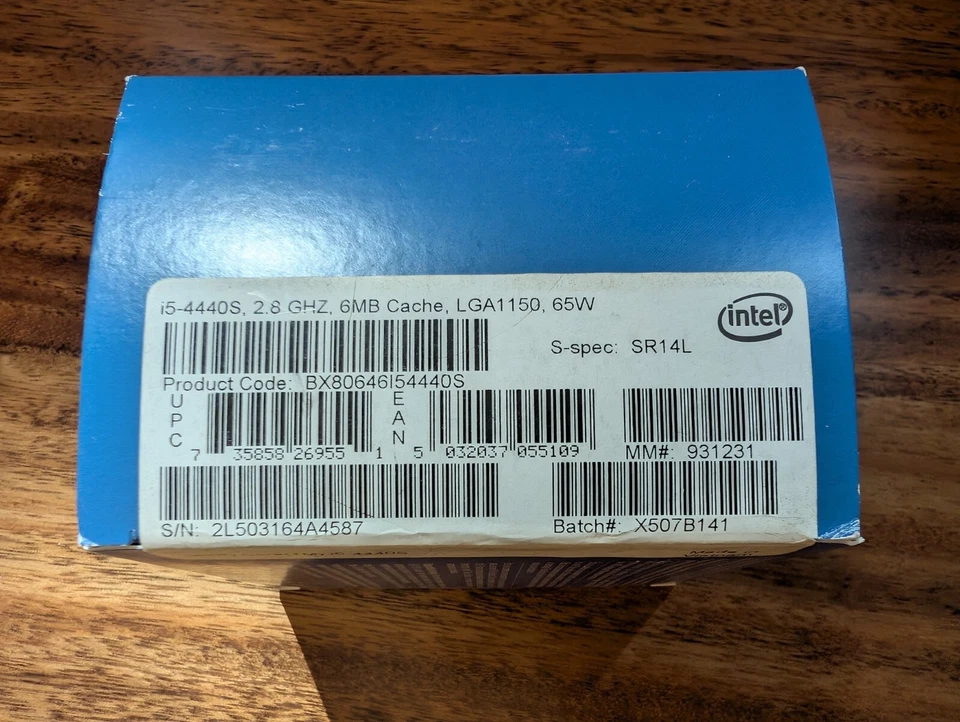 i5-4440S, 2.8 GHZ, 6MB Cache, LGA1150, 65W
intel®
S-spec: SR14L
Product Code: BX80646I54440S
UPC
7 35858 26955 1
EAN
5 032037 055109
MM#: 931231
S/N: 2L503164A4587
Batch#: X507B141
4440S